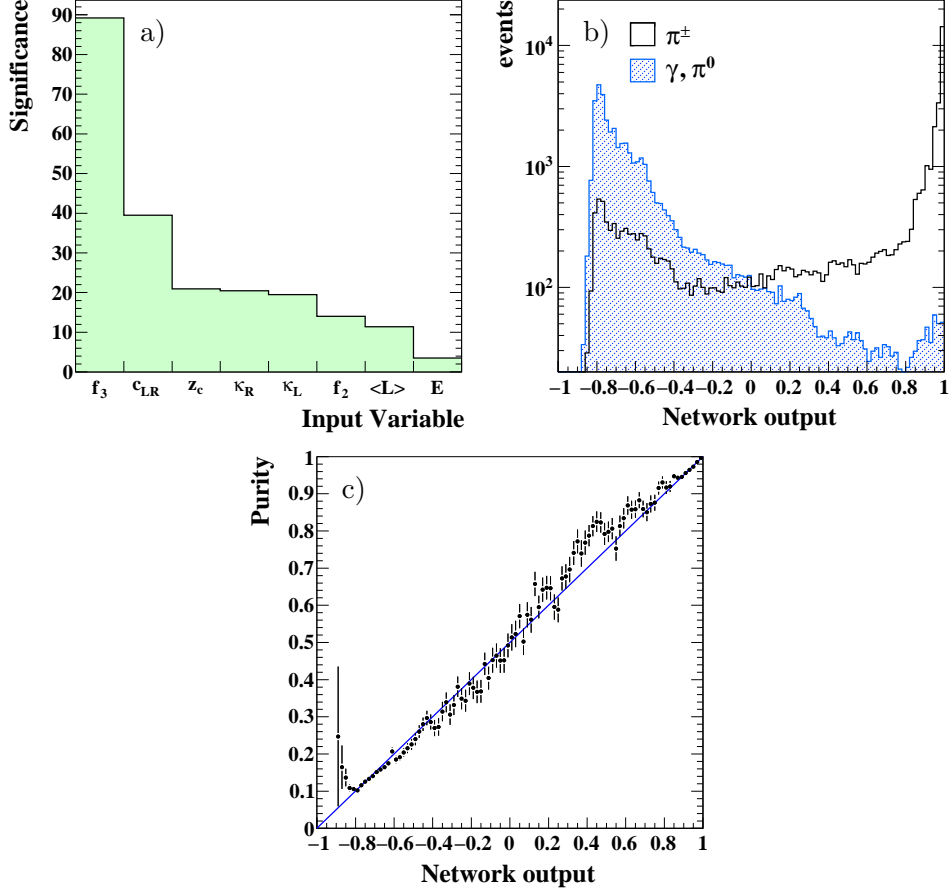 a)
Significance
90
80
70
60
50
40
30
20
10
0
f₃ c_LR z_c κ_R κ_L f₂ <L> E
Input Variable
b)
events
π±
γ, π⁰
10⁴
10³
10²
−1 −0.8 −0.6 −0.4 −0.2 0 0.2 0.4 0.6 0.8 1
Network output
c)
Purity
1
0.9
0.8
0.7
0.6
0.5
0.4
0.3
0.2
0.1
0
−1 −0.8 −0.6 −0.4 −0.2 0 0.2 0.4 0.6 0.8 1
Network output